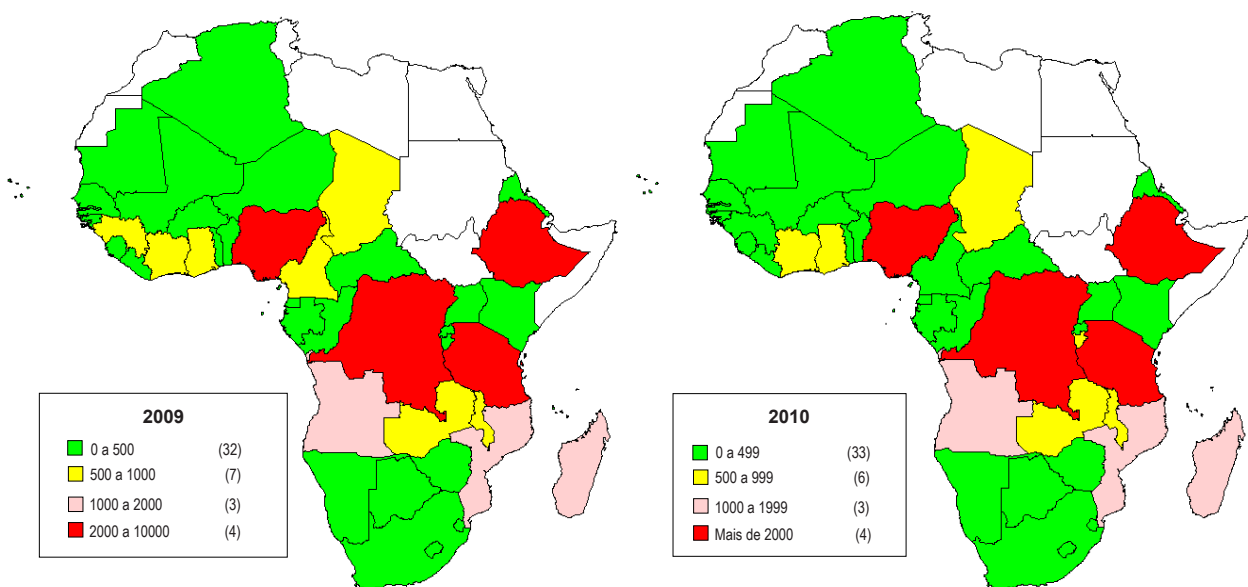 2009
0 a 500 (32)
500 a 1000 (7)
1000 a 2000 (3)
2000 a 10000 (4)
2010
0 a 499 (33)
500 a 999 (6)
1000 a 1999 (3)
Mais de 2000 (4)